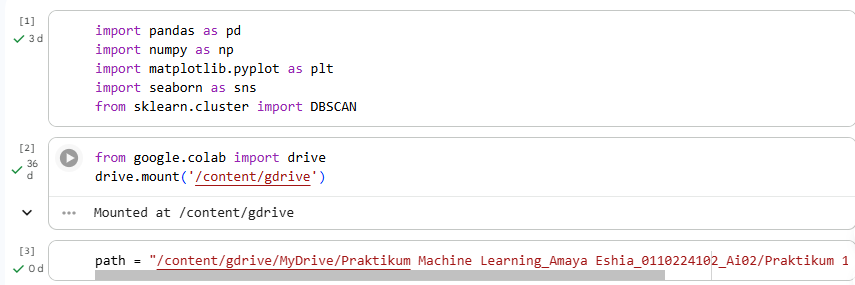 [1]
3 d
import pandas as pd
import numpy as np
import matplotlib.pyplot as plt
import seaborn as sns
from sklearn.cluster import DBSCAN
[2]
36
d
from google.colab import drive
drive.mount('/content/gdrive')
Mounted at /content/gdrive
[3]
0 d
path = "/content/gdrive/MyDrive/Praktikum Machine Learning_Amaya Eshia_0110224102_Ai02/Praktikum 1